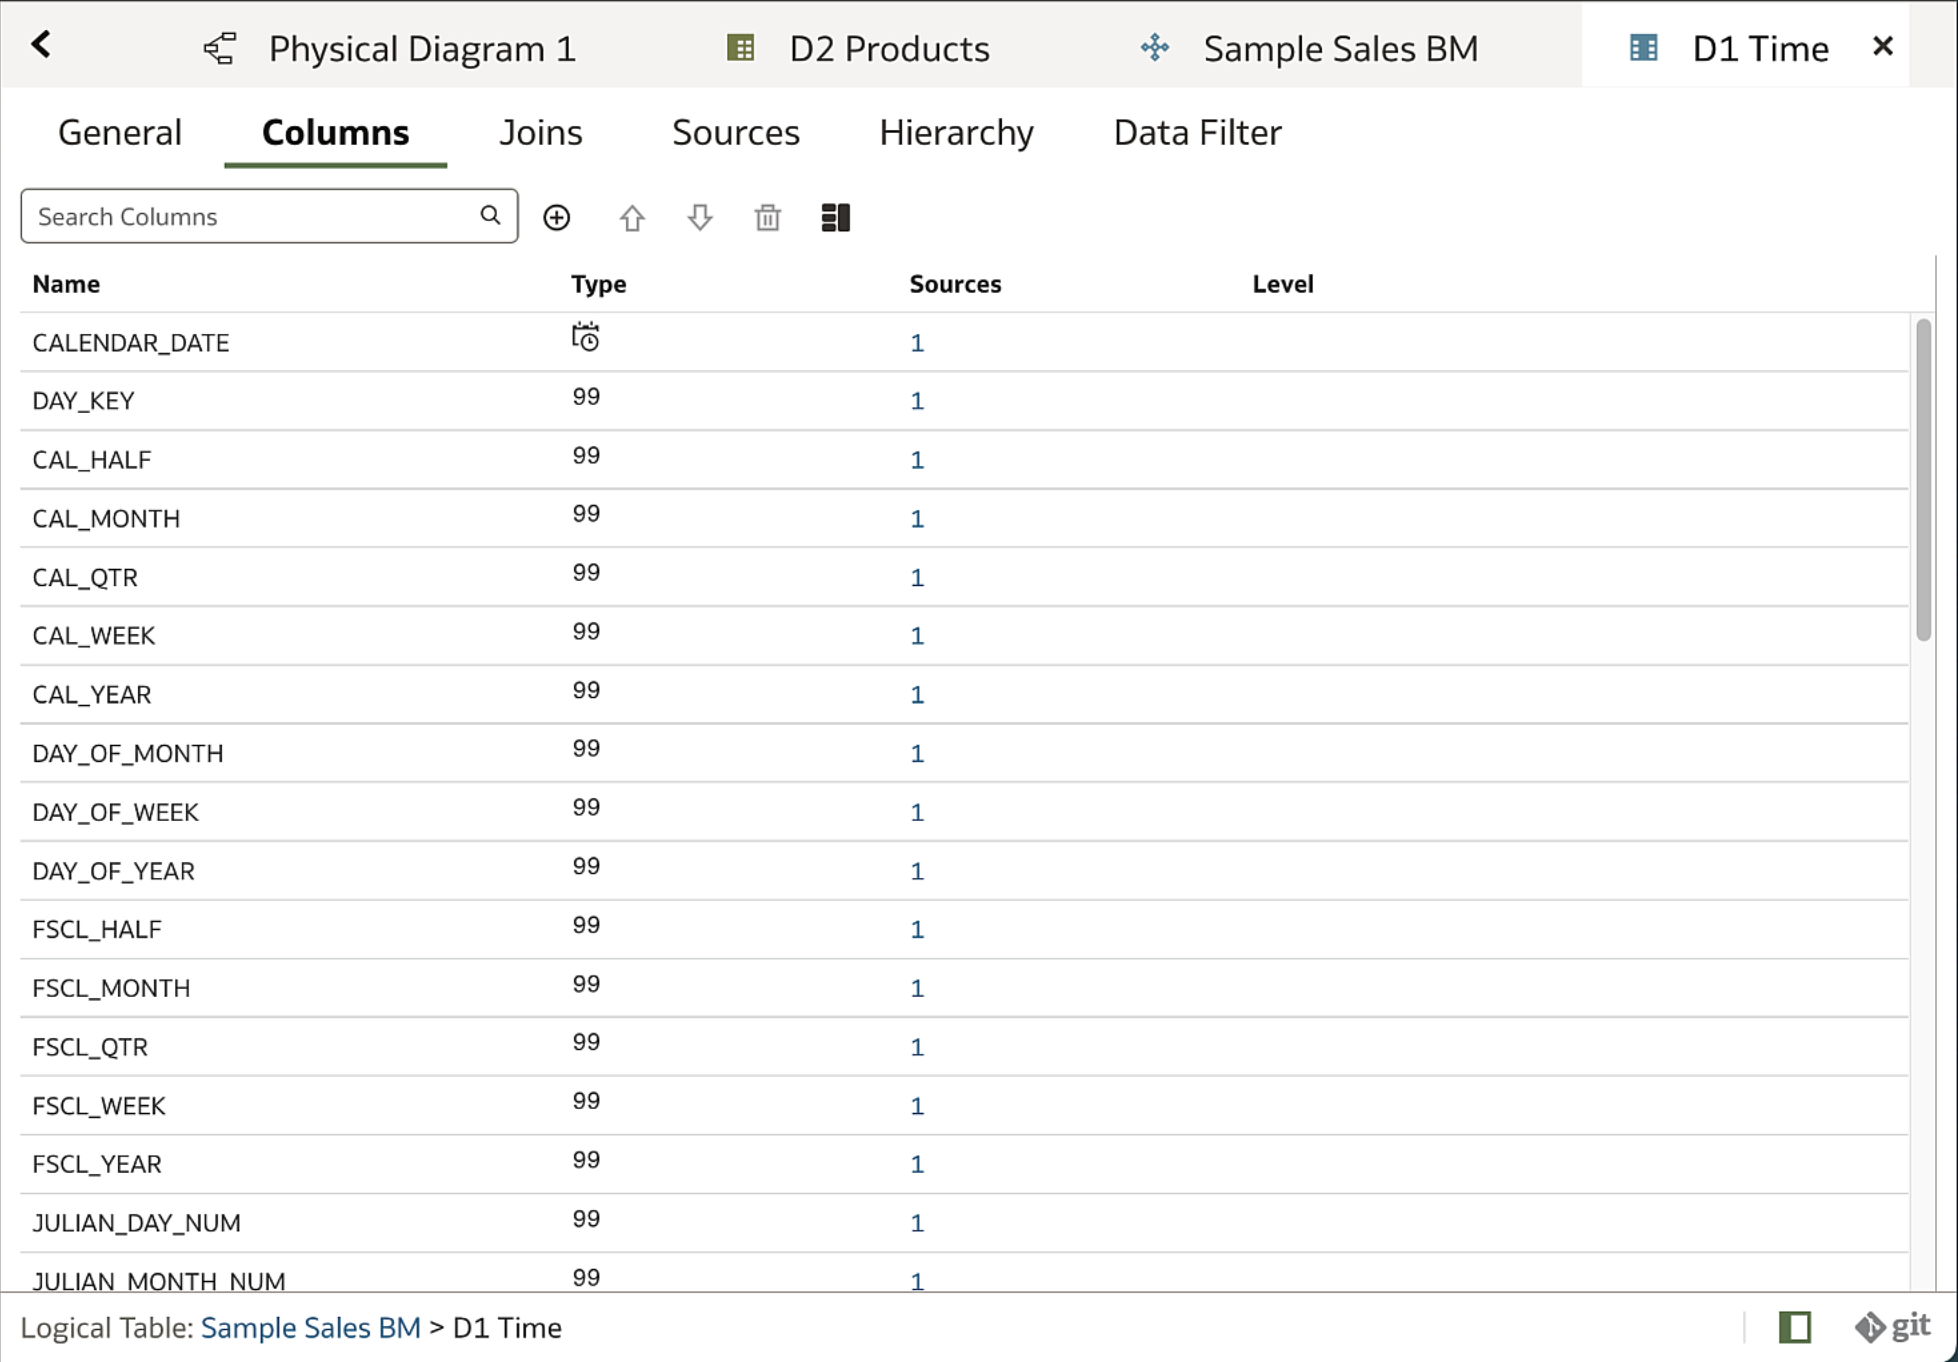 Physical Diagram 1 D2 Products Sample Sales BM D1 Time
General Columns Joins Sources Hierarchy Data Filter
Search Columns
Name Type Sources Level
CALENDAR_DATE 1
DAY_KEY 99 1
CAL_HALF 99 1
CAL_MONTH 99 1
CAL_QTR 99 1
CAL_WEEK 99 1
CAL_YEAR 99 1
DAY_OF_MONTH 99 1
DAY_OF_WEEK 99 1
DAY_OF_YEAR 99 1
FSCL_HALF 99 1
FSCL_MONTH 99 1
FSCL_QTR 99 1
FSCL_WEEK 99 1
FSCL_YEAR 99 1
JULIAN_DAY_NUM 99 1
JULIAN_MONTH_NUM 99 1
Logical Table: Sample Sales BM > D1 Time git